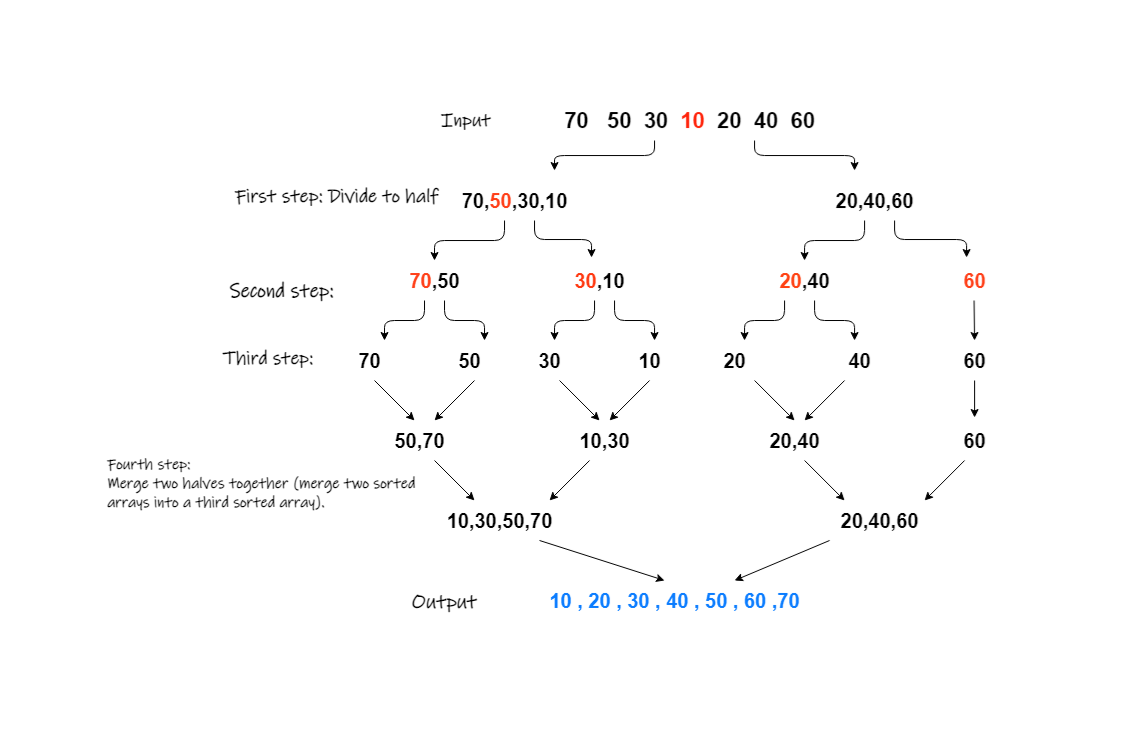 Input 70 50 30 10 20 40 60
First step: Divide to half 70,50,30,10 20,40,60
Second step: 70,50 30,10 20,40 60
Third step: 70 50 30 10 20 40 60
50,70 10,30 20,40 60
Fourth step:
Merge two halves together (merge two sorted
arrays into a third sorted array).
10,30,50,70 20,40,60
Output 10 , 20 , 30 , 40 , 50 , 60 ,70